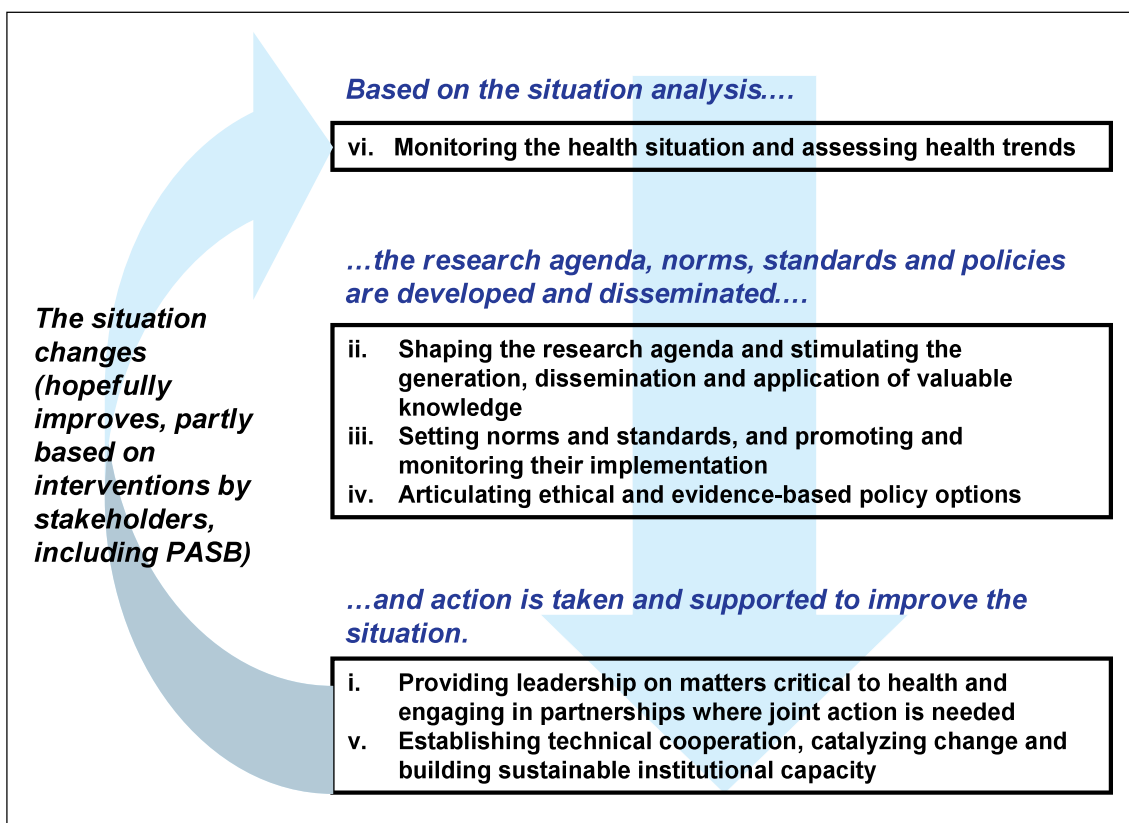 Based on the situation analysis....
vi. Monitoring the health situation and assessing health trends
...the research agenda, norms, standards and policies
are developed and disseminated....
The situation
changes
(hopefully
improves, partly
based on
interventions by
stakeholders,
including PASB)
ii. Shaping the research agenda and stimulating the
generation, dissemination and application of valuable
knowledge
iii. Setting norms and standards, and promoting and
monitoring their implementation
iv. Articulating ethical and evidence-based policy options
...and action is taken and supported to improve the
situation.
i. Providing leadership on matters critical to health and
engaging in partnerships where joint action is needed
v. Establishing technical cooperation, catalyzing change and
building sustainable institutional capacity